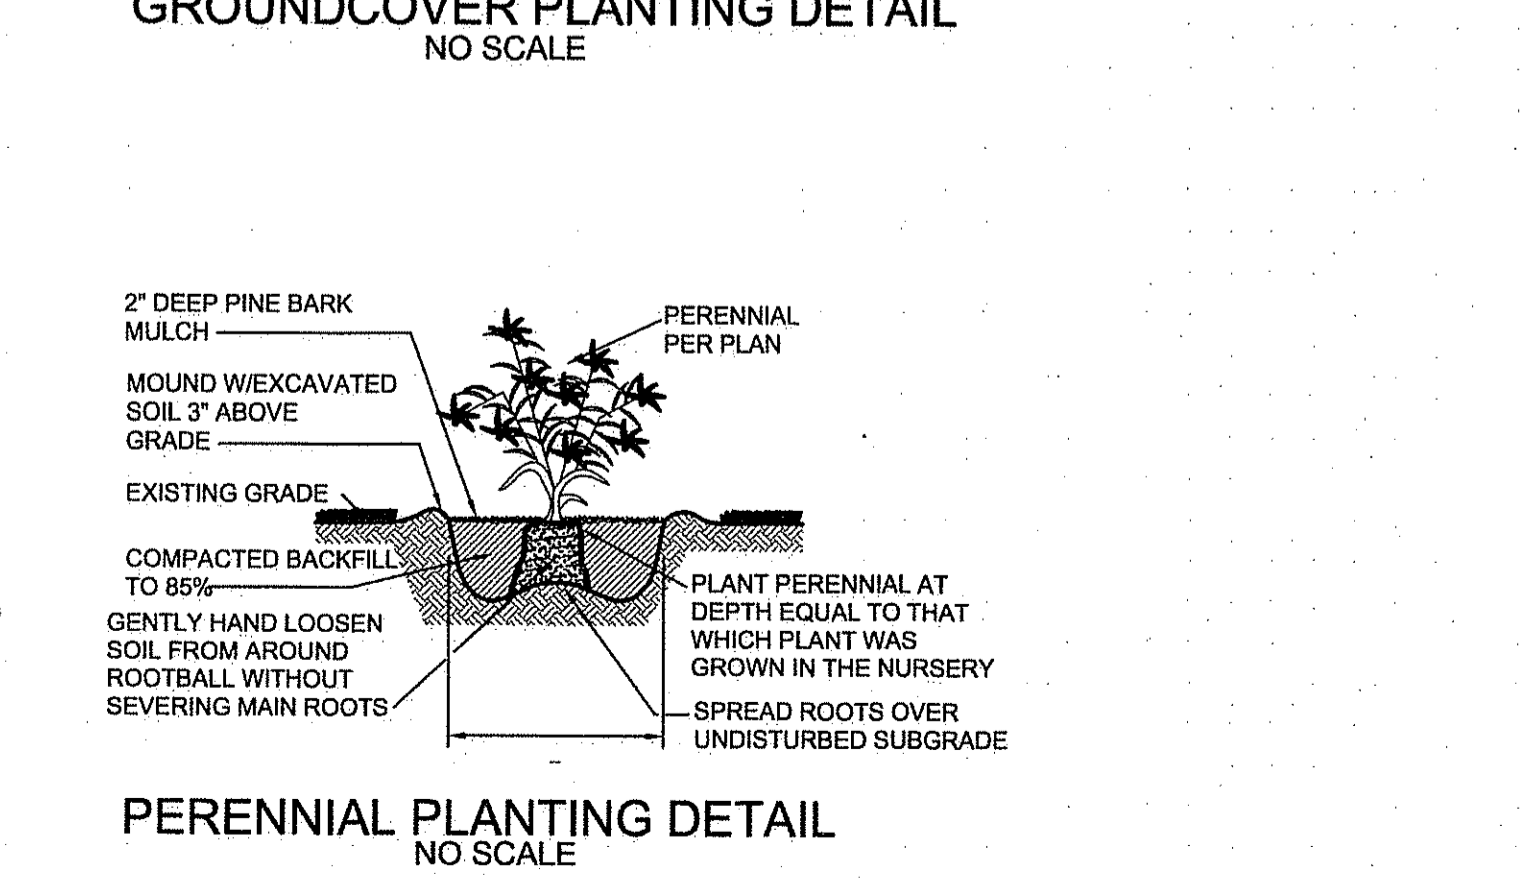 GROUNDCOVER PLANTING DETAIL
NO SCALE
2" DEEP PINE BARK
MULCH
PERENNIAL
PER PLAN
MOUND W/EXCAVATED
SOIL 3" ABOVE
GRADE
EXISTING GRADE
COMPACTED BACKFILL
TO 85%
GENTLY HAND LOOSEN
SOIL FROM AROUND
ROOTBALL WITHOUT
SEVERING MAIN ROOTS
PLANT PERENNIAL AT
DEPTH EQUAL TO THAT
WHICH PLANT WAS
GROWN IN THE NURSERY
SPREAD ROOTS OVER
UNDISTURBED SUBGRADE
PERENNIAL PLANTING DETAIL
NO SCALE